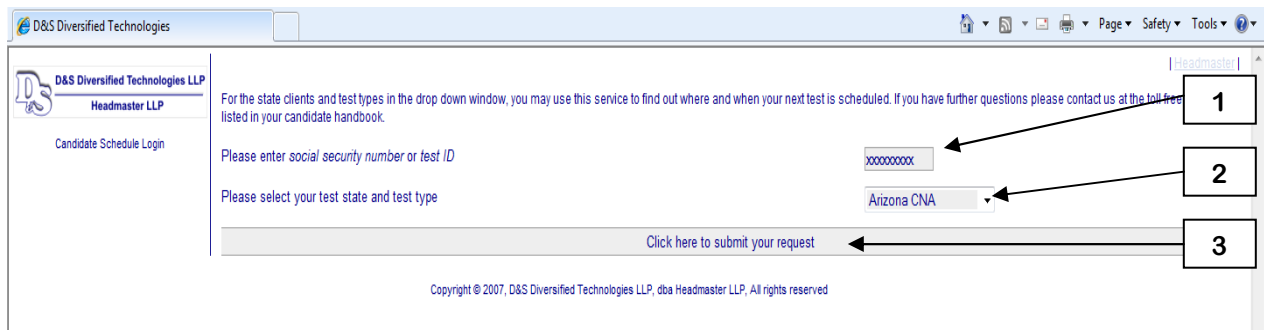 D&S Diversified Technologies
Page Safety Tools
| Headmaster |
D&S Diversified Technologies LLP
Headmaster LLP
Candidate Schedule Login
For the state clients and test types in the drop down window, you may use this service to find out where and when your next test is scheduled. If you have further questions please contact us at the toll free
listed in your candidate handbook.
1
Please enter social security number or test ID
xxxxxxxxx
2
Please select your test state and test type
Arizona CNA
Click here to submit your request
3
Copyright © 2007, D&S Diversified Technologies LLP, dba Headmaster LLP, All rights reserved